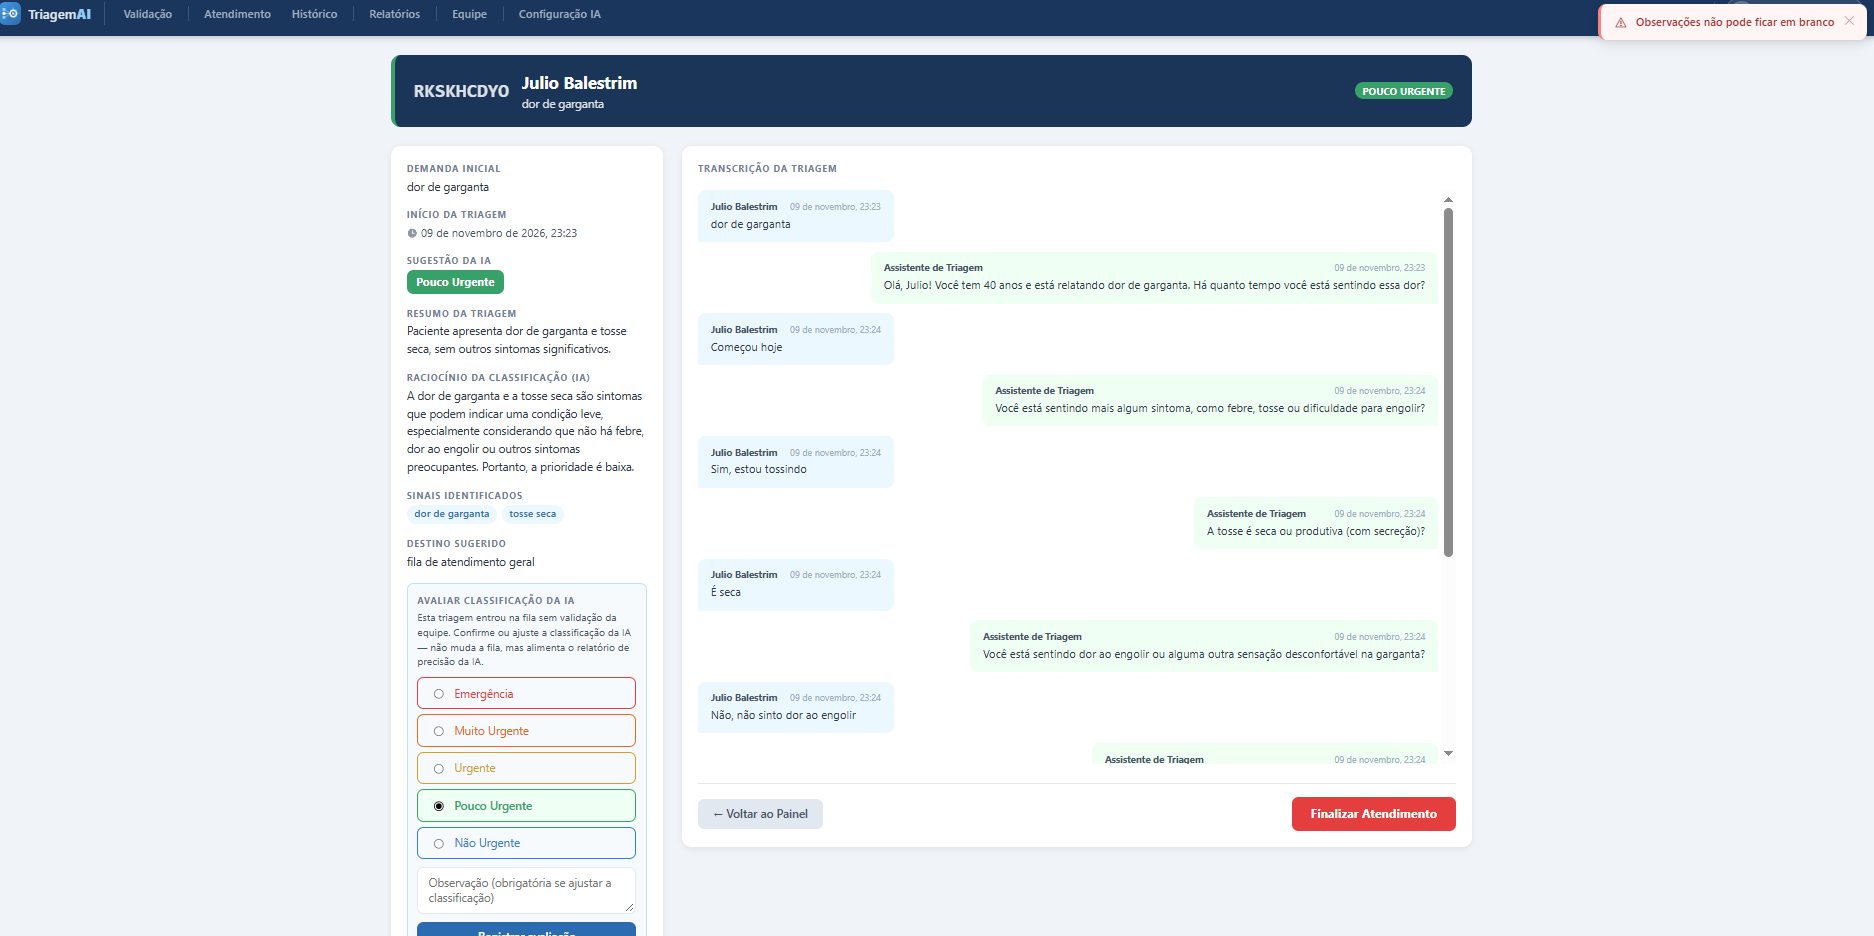 TriagemAI
Validação
Atendimento
Histórico
Relatórios
Equipe
Configuração IA
Observações não pode ficar em branco
RKSKHCDYO
Julio Balestrim
dor de garganta
POUCO URGENTE
DEMANDA INICIAL
dor de garganta
INÍCIO DA TRIAGEM
09 de novembro de 2026, 23:23
SUGESTÃO DA IA
Pouco Urgente
RESUMO DA TRIAGEM
Paciente apresenta dor de garganta e tosse
seca, sem outros sintomas significativos.
RACIOCÍNIO DA CLASSIFICAÇÃO (IA)
A dor de garganta e a tosse seca são sintomas
que podem indicar uma condição leve,
especialmente considerando que não há febre,
dor ao engolir ou outros sintomas
preocupantes. Portanto, a prioridade é baixa.
SINAIS IDENTIFICADOS
dor de garganta
tosse seca
DESTINO SUGERIDO
fila de atendimento geral
AVALIAR CLASSIFICAÇÃO DA IA
Esta triagem entrou na fila sem validação da
equipe. Confirme ou ajuste a classificação da IA
— não muda a fila, mas alimenta o relatório de
precisão da IA.
Emergência
Muito Urgente
Urgente
Pouco Urgente
Não Urgente
Observação (obrigatória se ajustar a
classificação)
Registrar avaliação
TRANSCRIÇÃO DA TRIAGEM
Julio Balestrim 09 de novembro, 23:23
dor de garganta
Assistente de Triagem 09 de novembro, 23:23
Olá, Julio! Você tem 40 anos e está relatando dor de garganta. Há quanto tempo você está sentindo essa dor?
Julio Balestrim 09 de novembro, 23:24
Começou hoje
Assistente de Triagem 09 de novembro, 23:24
Você está sentindo mais algum sintoma, como febre, tosse ou dificuldade para engolir?
Julio Balestrim 09 de novembro, 23:24
Sim, estou tossindo
Assistente de Triagem 09 de novembro, 23:24
A tosse é seca ou produtiva (com secreção)?
Julio Balestrim 09 de novembro, 23:24
É seca
Assistente de Triagem 09 de novembro, 23:24
Você está sentindo dor ao engolir ou alguma outra sensação desconfortável na garganta?
Julio Balestrim 09 de novembro, 23:24
Não, não sinto dor ao engolir
Assistente de Triagem 09 de novembro, 23:24
← Voltar ao Painel
Finalizar Atendimento